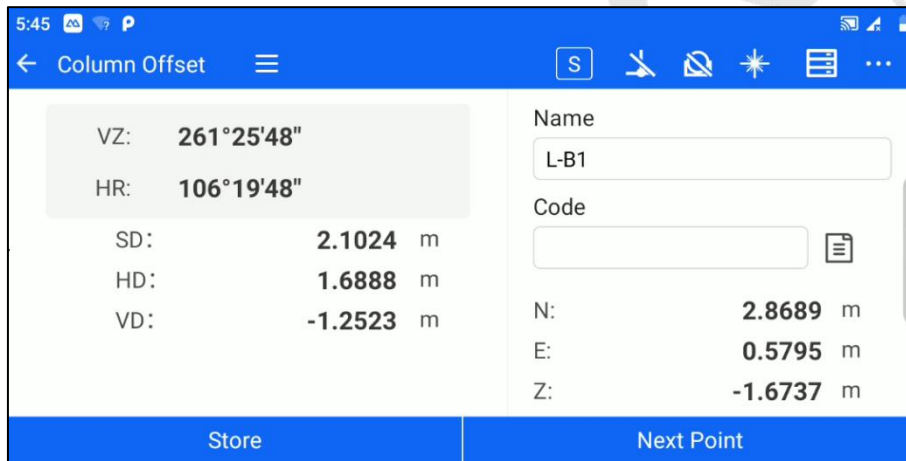 5:45
Column Offset
S
VZ: 261°25'48"
HR: 106°19'48"
SD: 2.1024 m
HD: 1.6888 m
VD: -1.2523 m
Name
L-B1
Code
N: 2.8689 m
E: 0.5795 m
Z: -1.6737 m
Store
Next Point